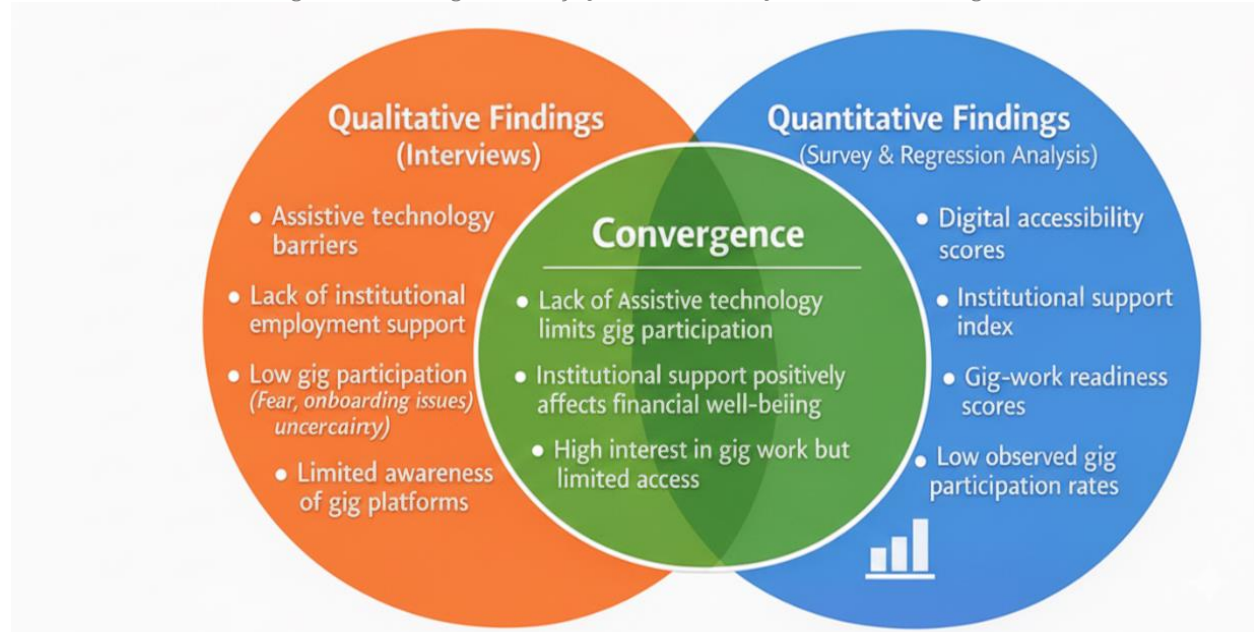 Qualitative Findings
(Interviews)
• Assistive technology
barriers
• Lack of institutional
employment support
• Low gig participation
(Fear, onboarding issues)
uncercairry)
• Limited awareness
of gig platforms
Convergence
• Lack of Assistive technology
limits gig participation
• Institutional support positively
affects financial well-beiing
• High interest in gig work but
limited access
Quantitative Findings
(Survey & Regression Analysis)
• Digital accessibility
scores
• Institutional support
index
• Gig-work readiness
scores
• Low observed gig
participation rates